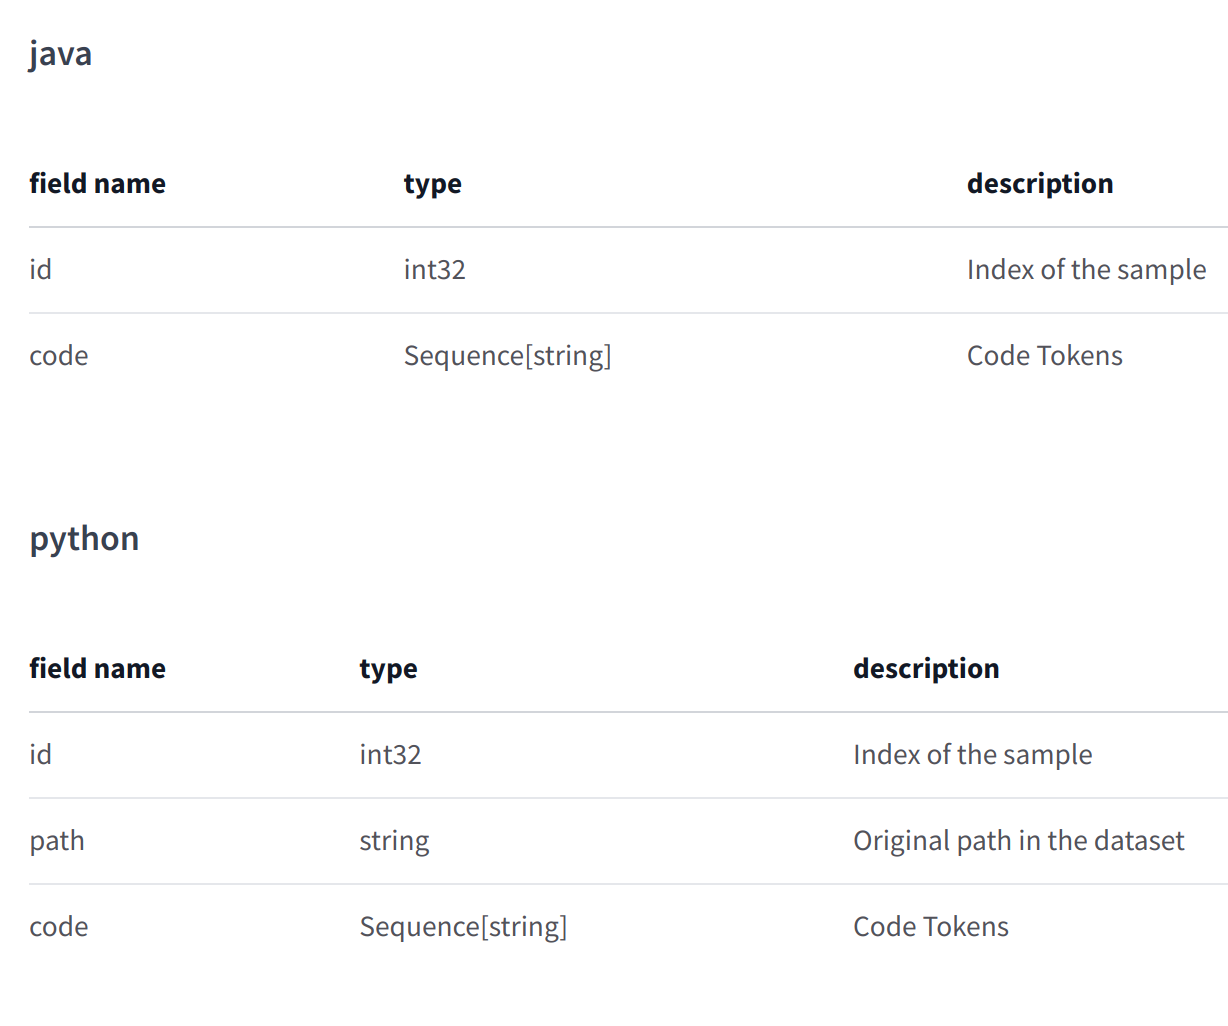 java
field name type description
id int32 Index of the sample
code Sequence[string] Code Tokens
python
field name type description
id int32 Index of the sample
path string Original path in the dataset
code Sequence[string] Code Tokens